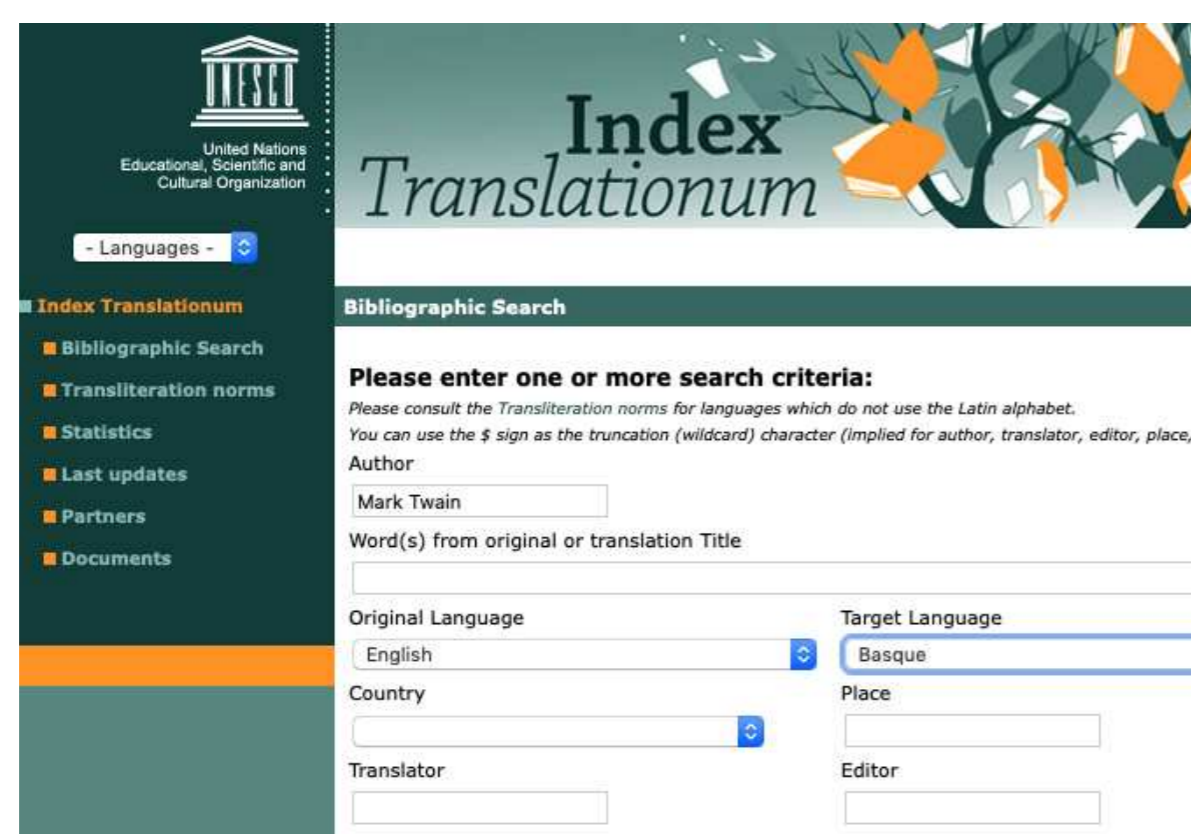 UNESCO
United Nations
Educational, Scientific and
Cultural Organization
- Languages -
Index Translationum
Bibliographic Search
Transliteration norms
Statistics
Last updates
Partners
Documents
Index
Translationum
Bibliographic Search
Please enter one or more search criteria:
Please consult the Transliteration norms for languages which do not use the Latin alphabet.
You can use the $ sign as the truncation (wildcard) character (implied for author, translator, editor, place,
Author
Mark Twain
Word(s) from original or translation Title
Original Language Target Language
English Basque
Country Place
Translator Editor